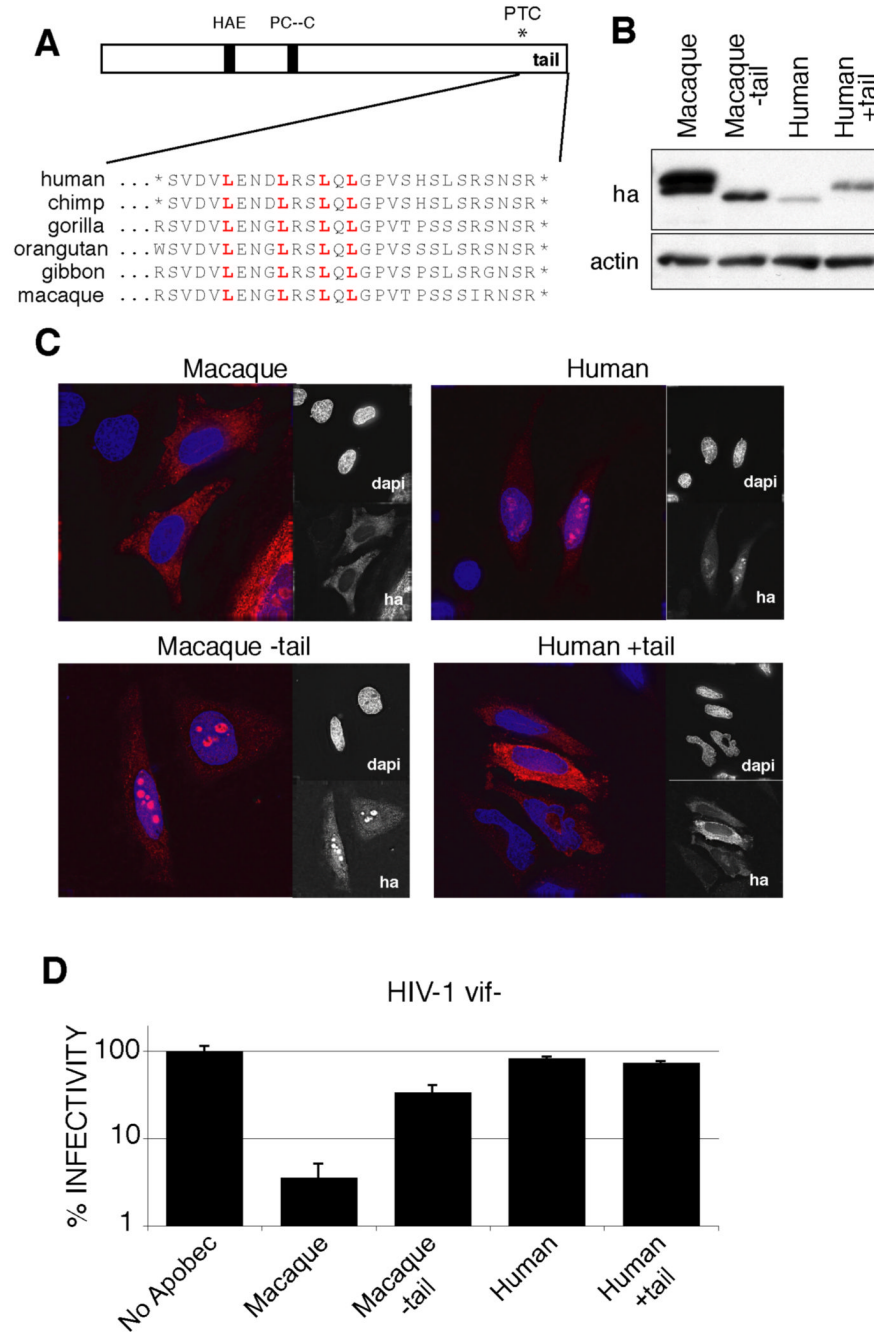 A
HAE PC--C PTC
*
tail
human ...*SVDVLENDLRSLQLGPVSHSLSRSNSR*
chimp ...*SVDVLENDLRSLQLGPVSHSLSRSNSR*
gorilla ...RSVDVLENGLRSLQLGPVTPSSSRSNSR*
orangutan ...WSVDVLENGLRSLQLGPVSSSLSRSNSR*
gibbon ...RSVDVLENGLRSLQLGPVSPSLSRGNSR*
macaque ...RSVDVLENGLRSLQLGPVTPSSSIRNSR*
B
Macaque
Macaque
-tail
Human
Human
+tail
ha
actin
C
Macaque
dapi
ha
Human
dapi
ha
Macaque -tail
dapi
ha
Human +tail
dapi
ha
D
HIV-1 vif-
% INFECTIVITY
100
10
1
No Apobec
Macaque
Macaque
-tail
Human
Human
+tail